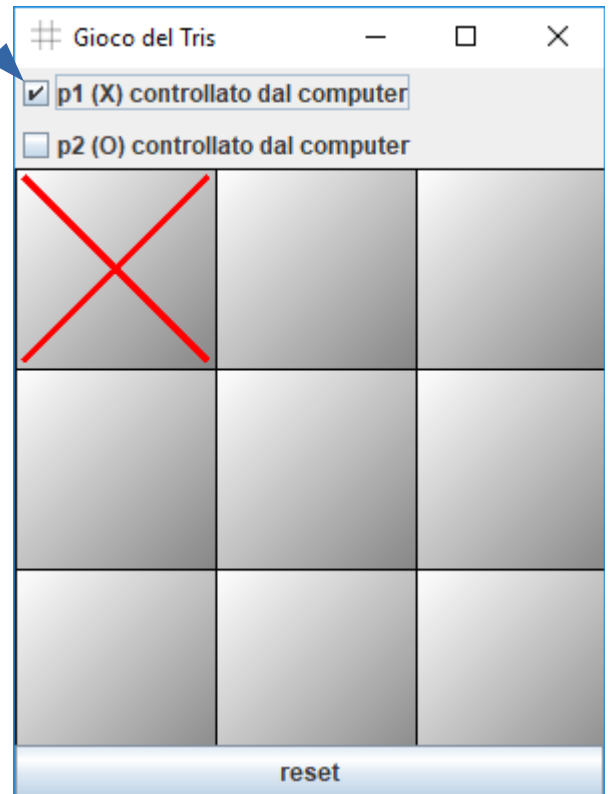 Gioco del Tris
p1 (X) controllato dal computer
p2 (O) controllato dal computer
reset